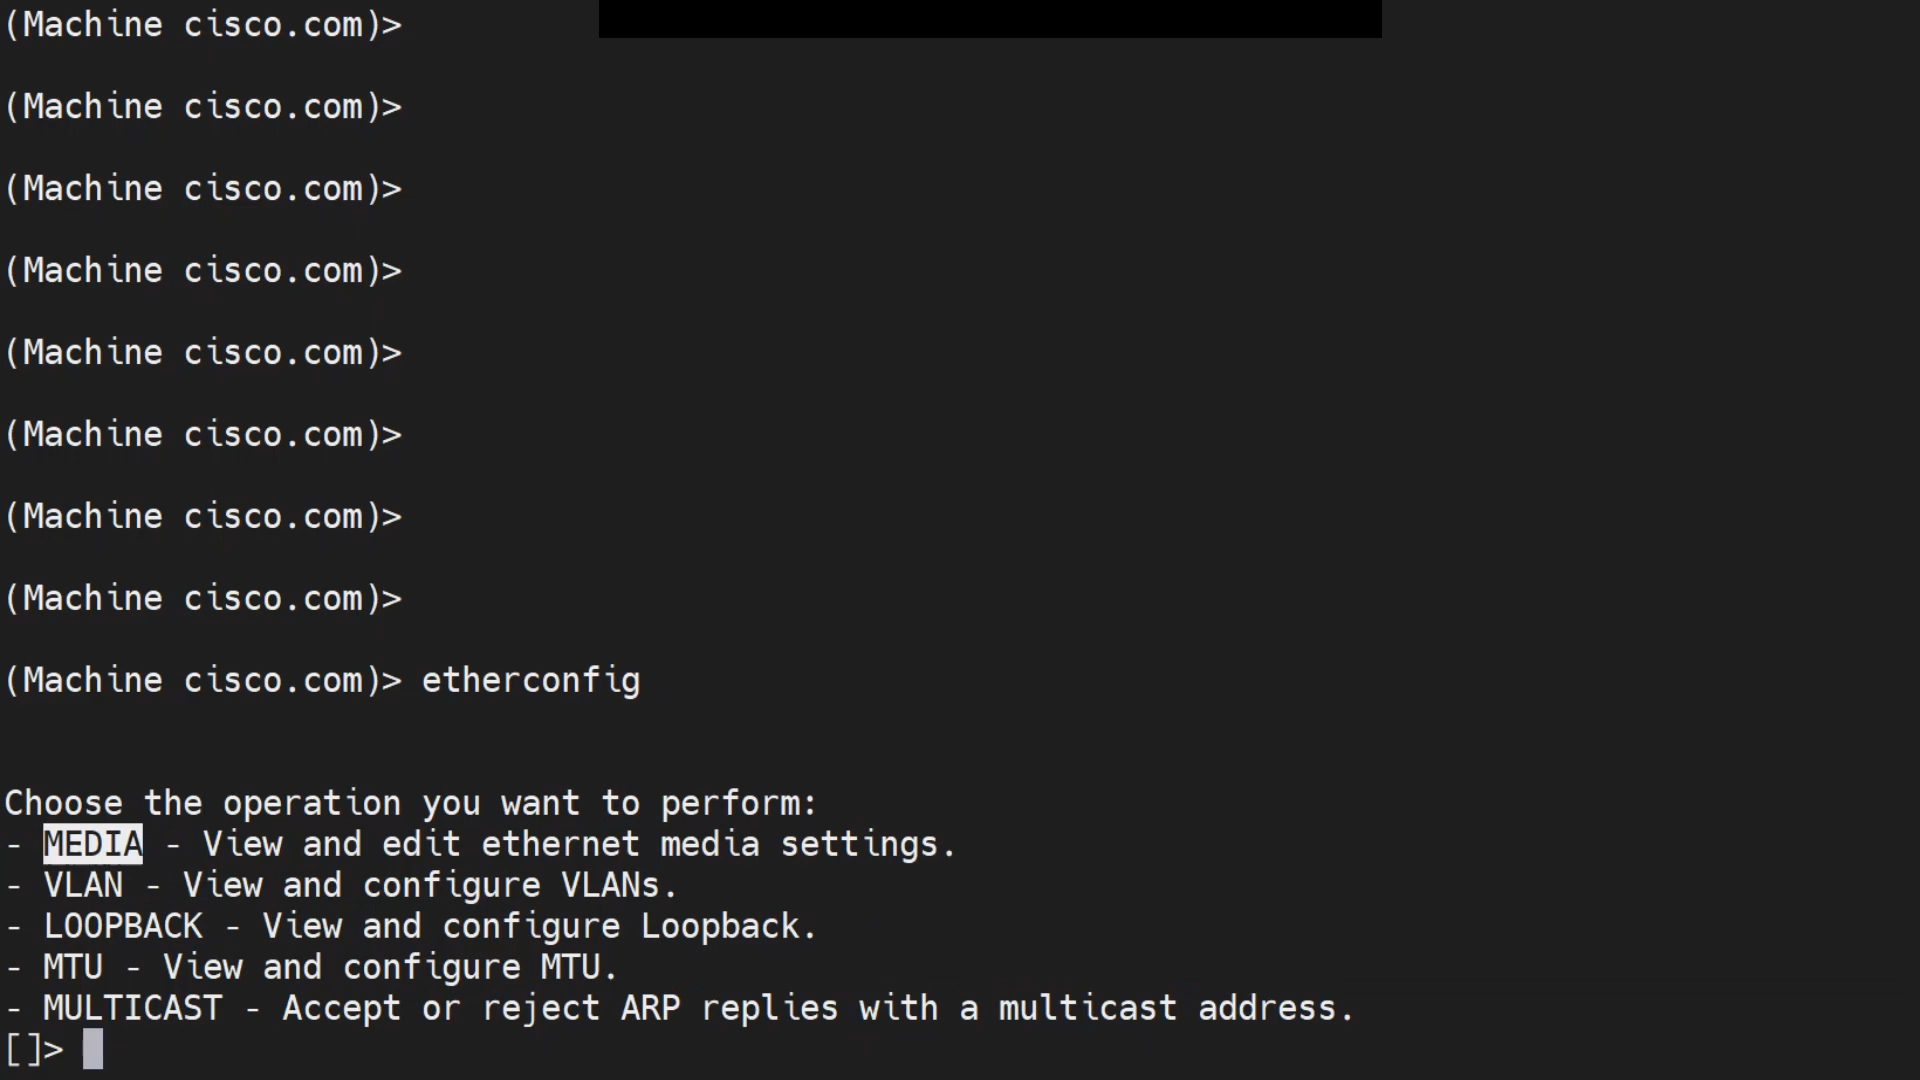 (Machine cisco.com)>
(Machine cisco.com)>
(Machine cisco.com)>
(Machine cisco.com)>
(Machine cisco.com)>
(Machine cisco.com)>
(Machine cisco.com)>
(Machine cisco.com)>
(Machine cisco.com)> etherconfig
Choose the operation you want to perform:
- MEDIA - View and edit ethernet media settings.
- VLAN - View and configure VLANs.
- LOOPBACK - View and configure Loopback.
- MTU - View and configure MTU.
- MULTICAST - Accept or reject ARP replies with a multicast address.
[]>